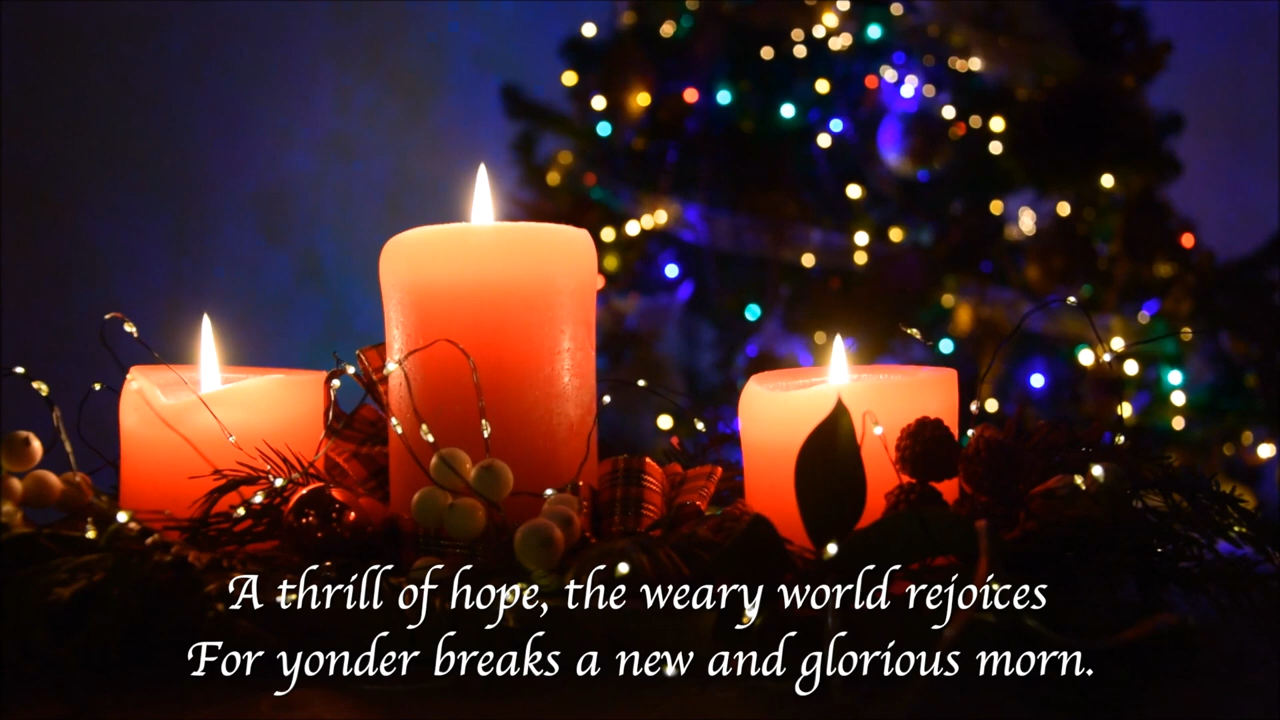 A thrill of hope, the weary world rejoices
For yonder breaks a new and glorious morn.